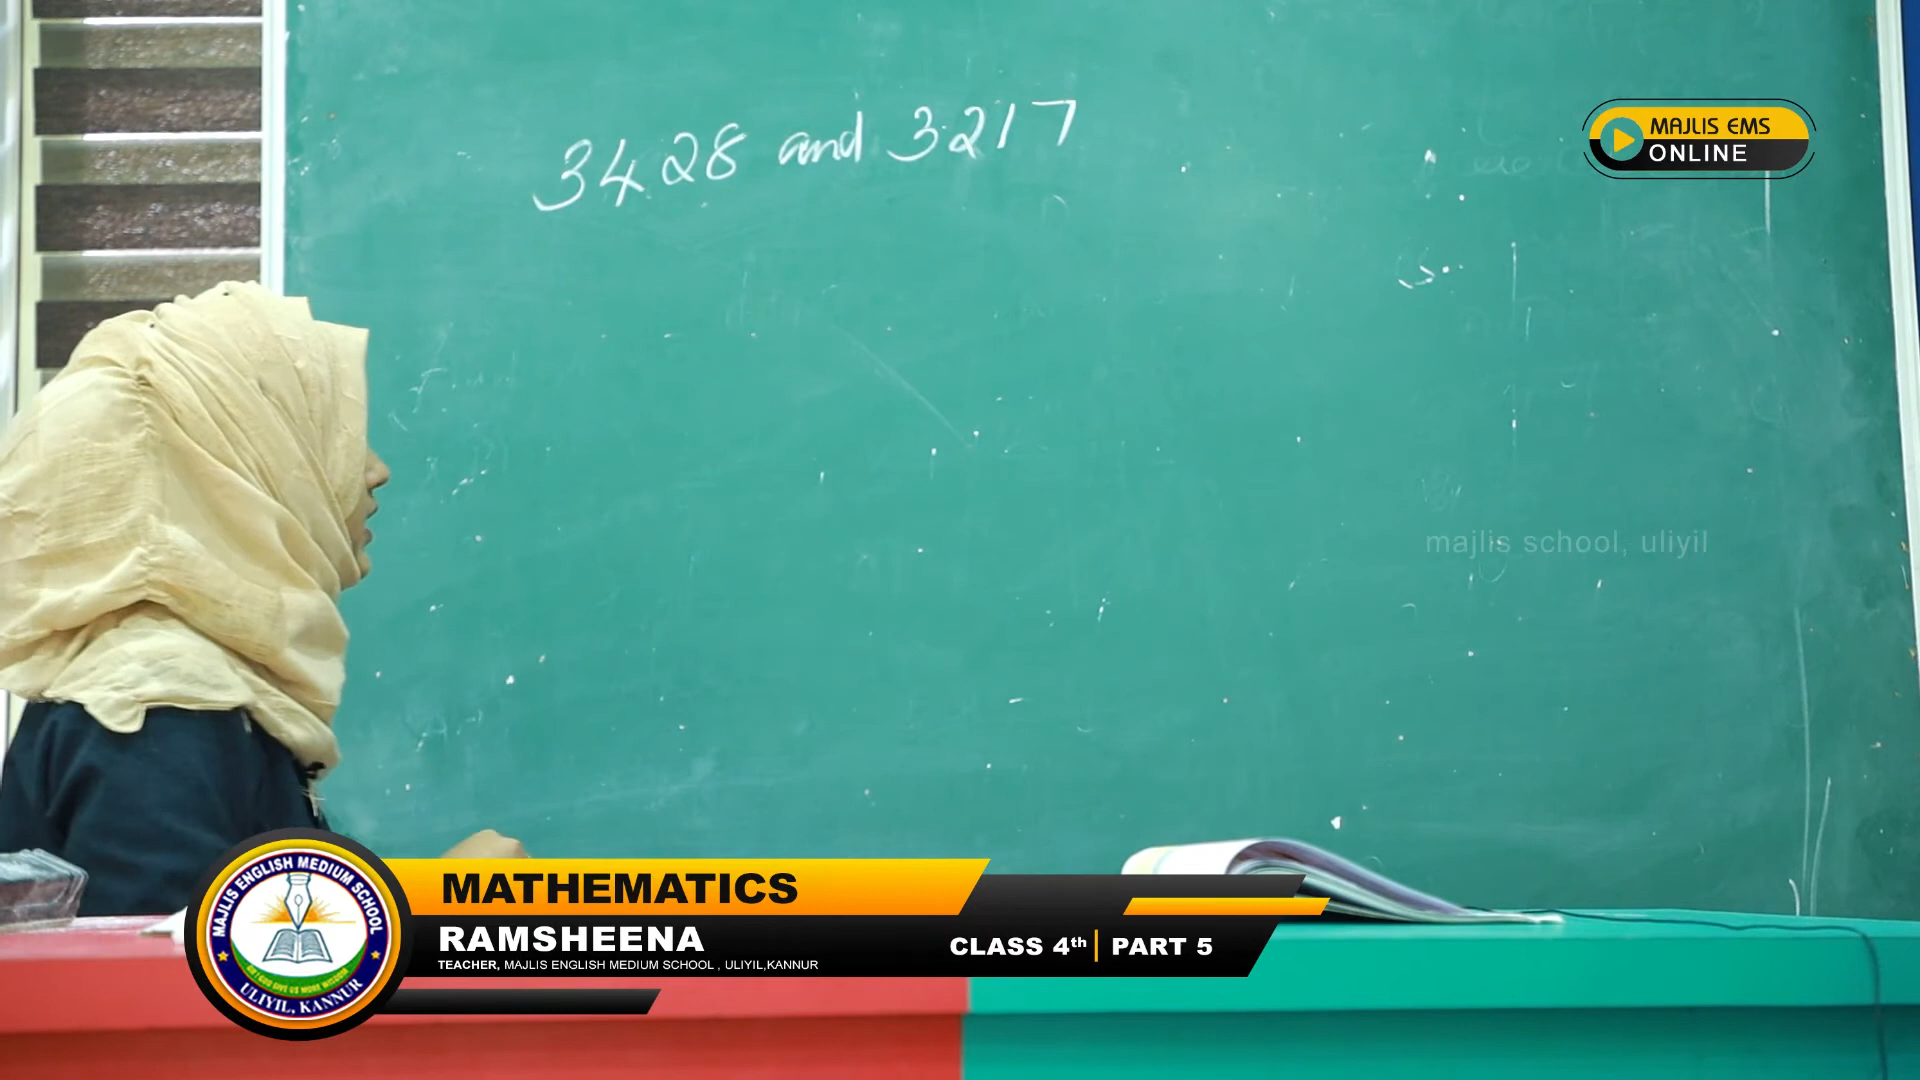 3428 and 3217
MAJLIS EMS
ONLINE
majlis school, uliyil
MATHEMATICS
RAMSHEENA
TEACHER, MAJLIS ENGLISH MEDIUM SCHOOL , ULIYIL,KANNUR
CLASS 4th | PART 5
MAJLIS ENGLISH MEDIUM SCHOOL
ULIYIL, KANNUR